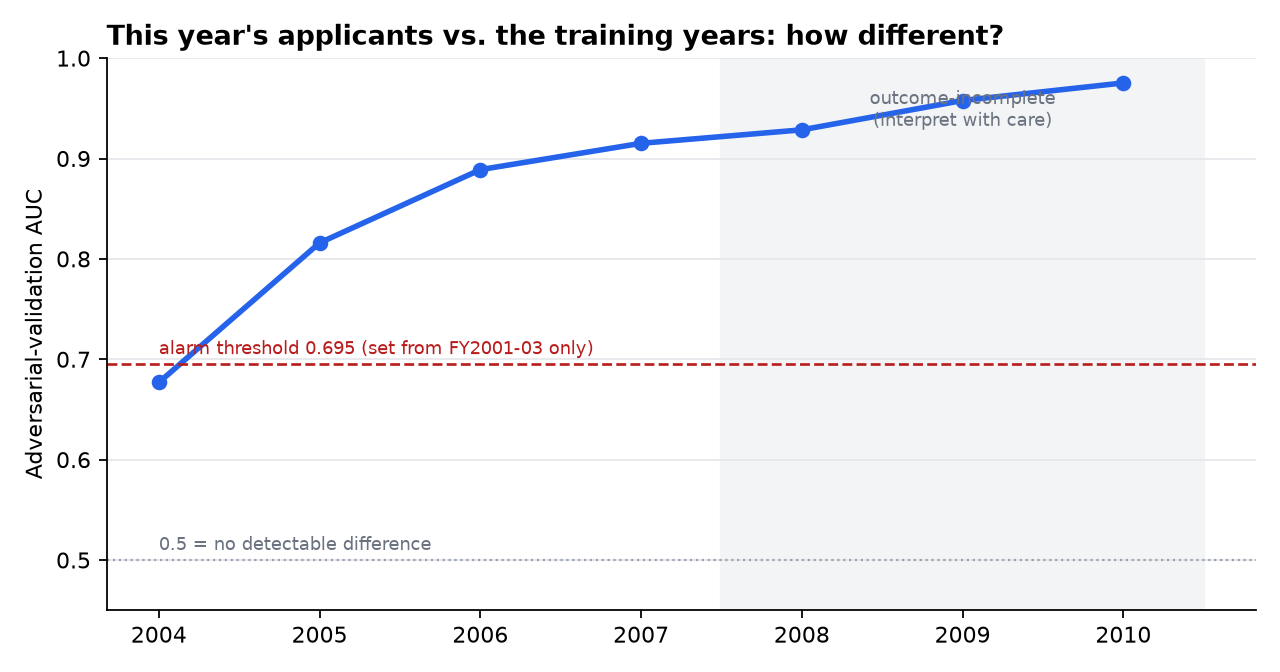 This year's applicants vs. the training years: how different?
Adversarial-validation AUC
1.0
0.9
0.8
0.7
0.6
0.5
outcome-incomplete
(interpret with care)
alarm threshold 0.695 (set from FY2001-03 only)
0.5 = no detectable difference
2004 2005 2006 2007 2008 2009 2010